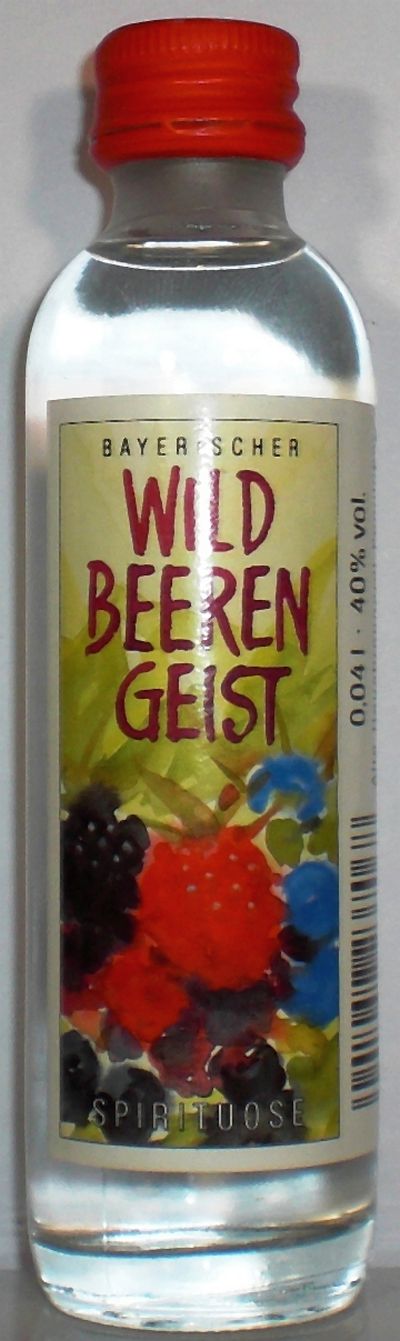 BAYERISCHER
WILD
BEEREN
GEIST
SPIRITUOSE
0,04 l · 40% vol.